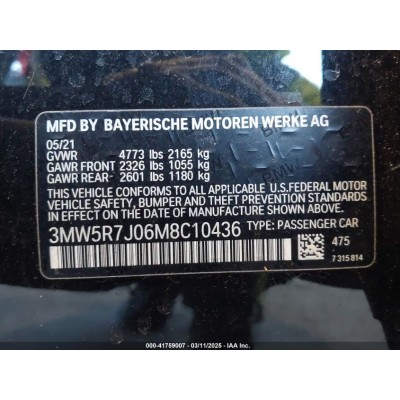 MFD BY BAYERISCHE MOTOREN WERKE AG
05/21
GVWR 4773 lbs 2165 kg
GAWR FRONT 2326 lbs 1055 kg
GAWR REAR 2601 lbs 1180 kg
THIS VEHICLE CONFORMS TO ALL APPLICABLE U.S.FEDERAL MOTOR
VEHICLE SAFETY, BUMPER AND THEFT PREVENTION STANDARDS
IN EFFECT ON THE DATE OF MANUFACTURE SHOWN ABOVE.
3MW5R7J06M8C10436 TYPE: PASSENGER CAR
475
7 315 814
000-41759007 - 03/11/2025 - IAA Inc.